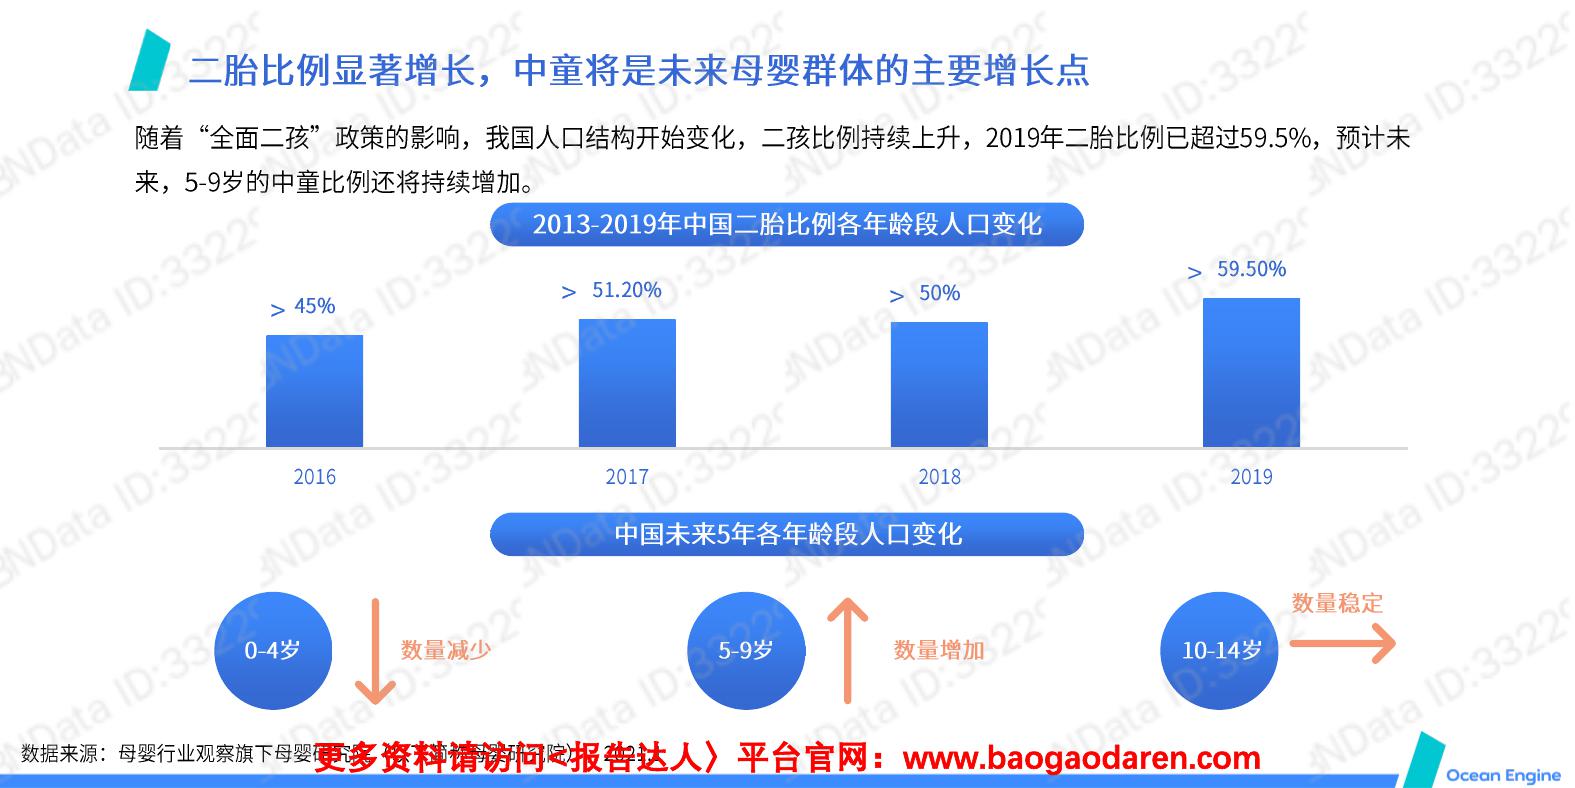 二胎比例显著增长，中童将是未来母婴群体的主要增长点
随着“全面二孩”政策的影响，我国人口结构开始变化，二孩比例持续上升，2019年二胎比例已超过59.5%，预计未
来，5-9岁的中童比例还将持续增加。
2013-2019年中国二胎比例各年龄段人口变化
> 45%
> 51.20%
> 50%
> 59.50%
2016
2017
2018
2019
中国未来5年各年龄段人口变化
0-4岁
数量减少
5-9岁
数量增加
10-14岁
数量稳定
数据来源：母婴行业观察旗下母婴研究院
更多资料请访问<报告达人〉平台官网：www.baogaodaren.com
Ocean Engine